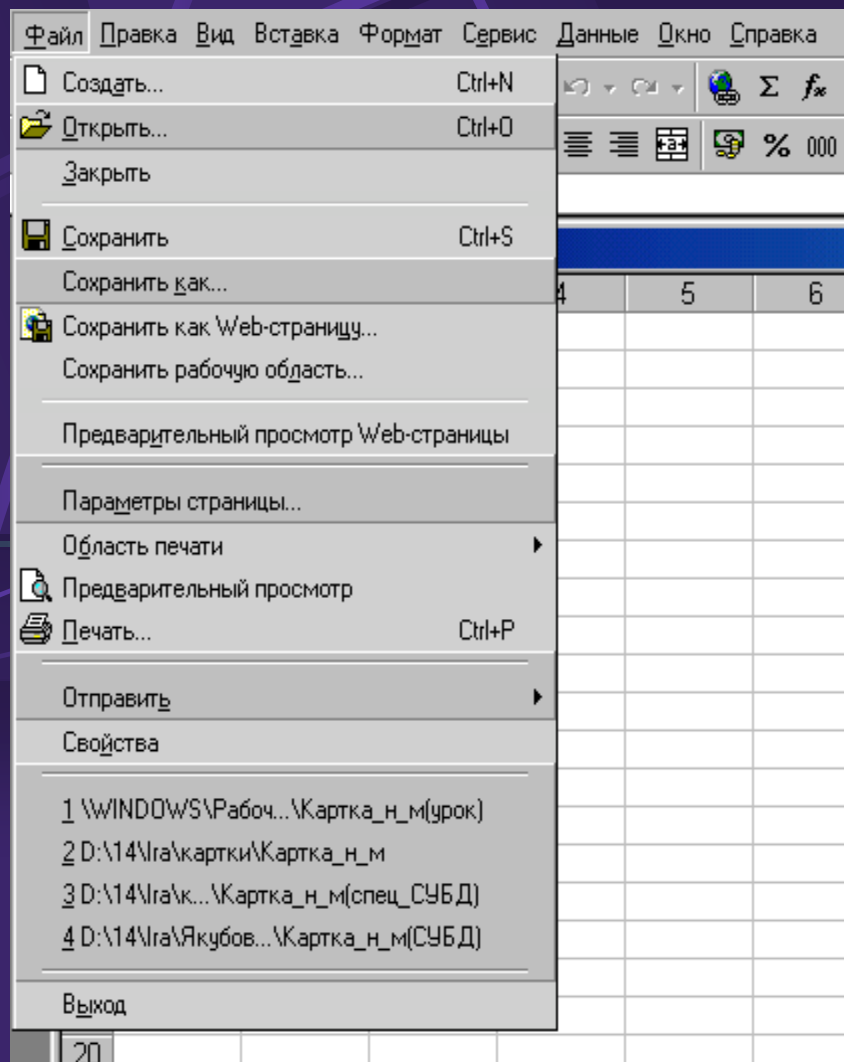 Файл Правка Вид Вставка Формат Сервис Данные Окно Справка
Создать... Ctrl+N
Открыть... Ctrl+O
Закрыть
Сохранить Ctrl+S
Сохранить как...
Сохранить как Web-страницу...
Сохранить рабочую область...
Предварительный просмотр Web-страницы
Параметры страницы...
Область печати
Предварительный просмотр
Печать... Ctrl+P
Отправить
Свойства
1 \WINDOWS\Рабоч...\Картка_н_м(урок)
2 D:\14\Ira\картки\Картка_н_м
3 D:\14\Ira\к...\Картка_н_м(спец_СУБД)
4 D:\14\Ira\Якубов...\Картка_н_м(СУБД)
Выход
Σ fx
a % 000
4 5 6
20